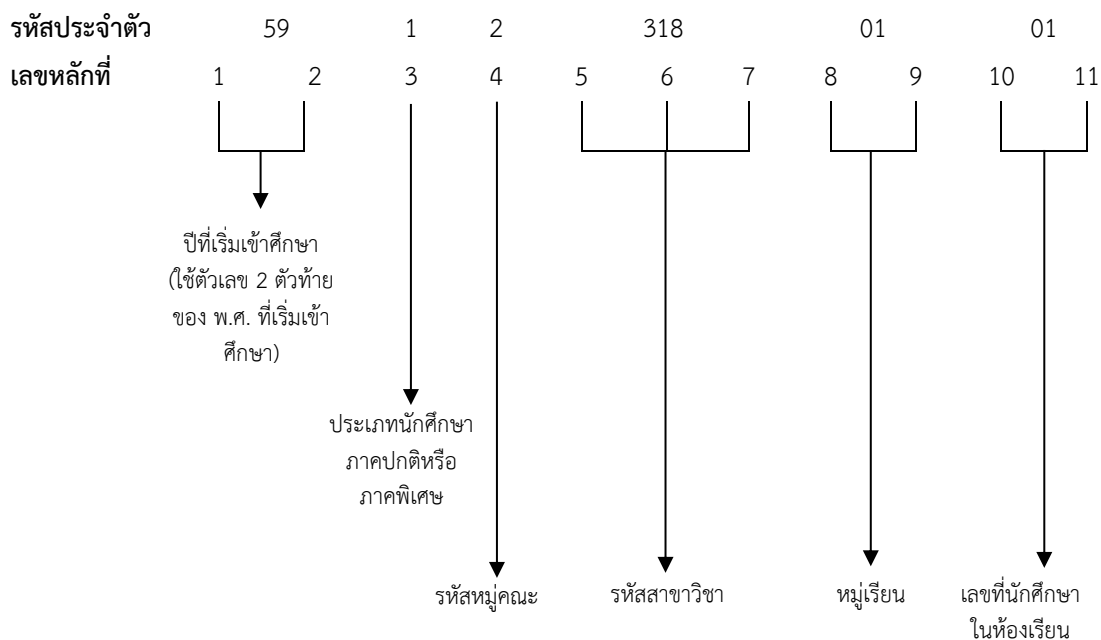 รหัสประจำตัว 59 1 2 318 01 01
เลขหลักที่ 1 2 3 4 5 6 7 8 9 10 11
ปีที่เริ่มเข้าศึกษา
(ใช้ตัวเลข 2 ตัวท้าย
ของ พ.ศ. ที่เริ่มเข้า
ศึกษา)
ประเภทนักศึกษา
ภาคปกติหรือ
ภาคพิเศษ
รหัสหมู่คณะ
รหัสสาขาวิชา
หมู่เรียน
เลขที่นักศึกษา
ในห้องเรียน